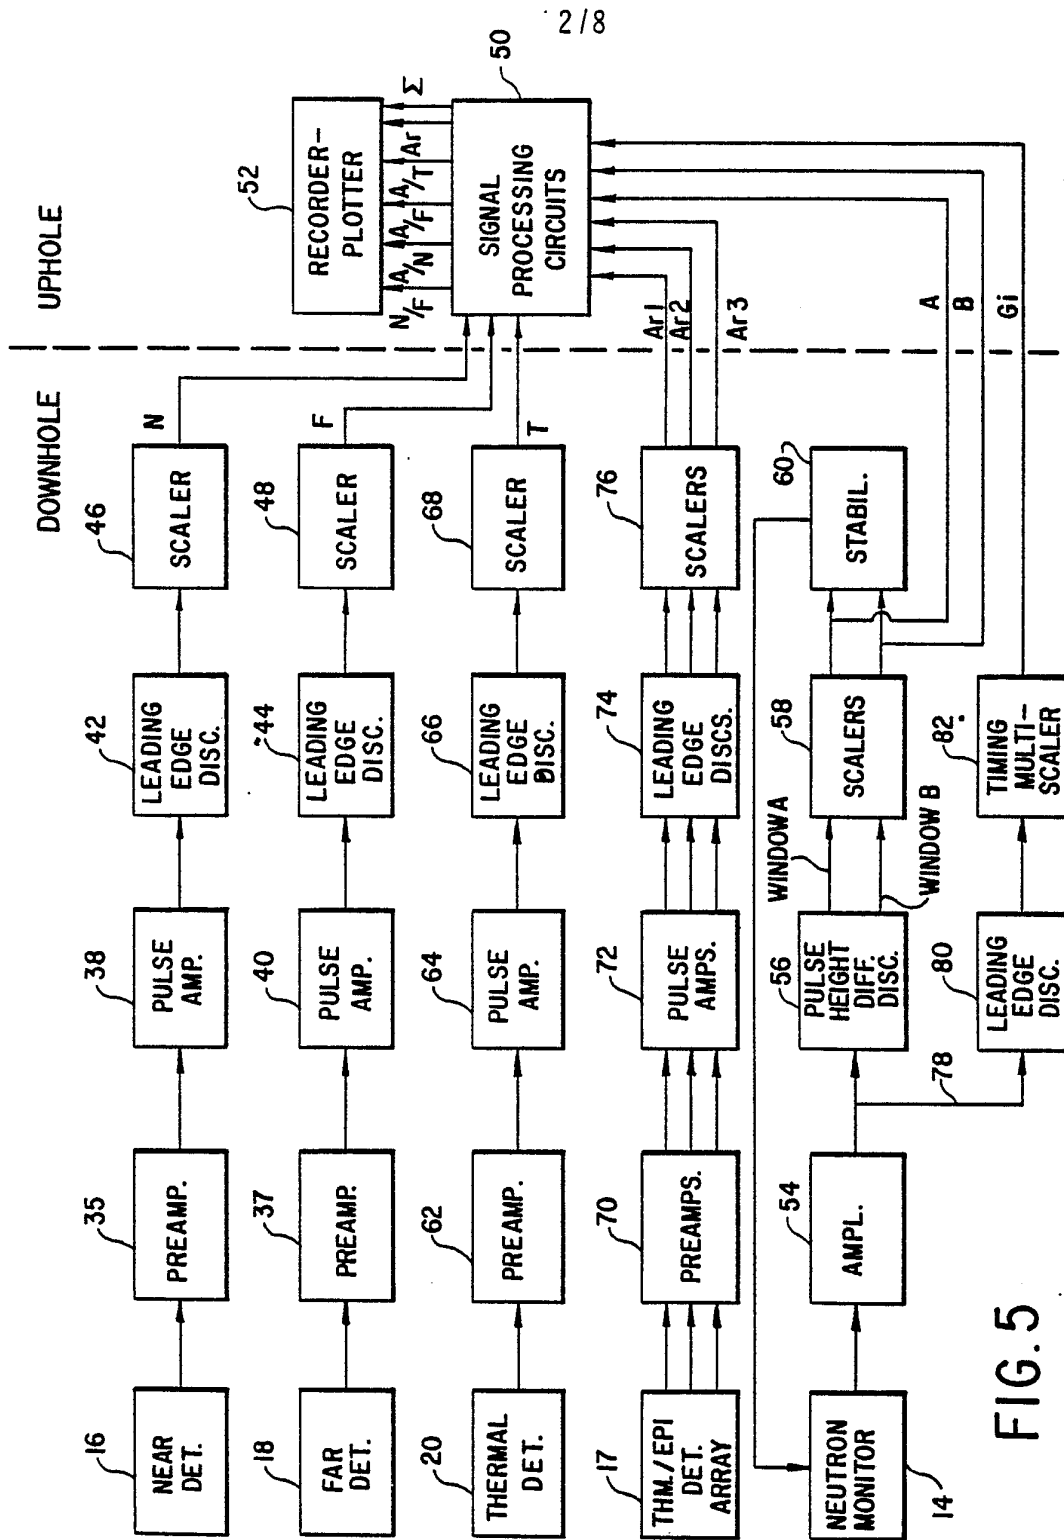 2/8
DOWNHOLE
UPHOLE
16
NEAR
DET.
35
PREAMP.
38
PULSE
AMP.
42
LEADING
EDGE
DISC.
46
SCALER
N
18
FAR
DET.
37
PREAMP.
40
PULSE
AMP.
44
LEADING
EDGE
DISC.
48
SCALER
F
20
THERMAL
DET.
62
PREAMP.
64
PULSE
AMP.
66
LEADING
EDGE
DISC.
68
SCALER
T
17
THM./EPI
DET.
ARRAY
70
PREAMPS.
72
PULSE
AMPS.
74
LEADING
EDGE
DISCS.
76
SCALERS
Ar1
Ar2
Ar3
NEUTRON
MONITOR
14
54
AMPL.
56
PULSE
HEIGHT
DIFF.
DISC.
WINDOW A
WINDOW B
58
SCALERS
60
STABIL.
A
B
78
80
LEADING
EDGE
DISC.
82.
TIMING
MULTI-
SCALER
Gi
52
RECORDER-
PLOTTER
N/F
A/N
A/F
A/T
Ar
Σ
50
SIGNAL
PROCESSING
CIRCUITS
FIG. 5